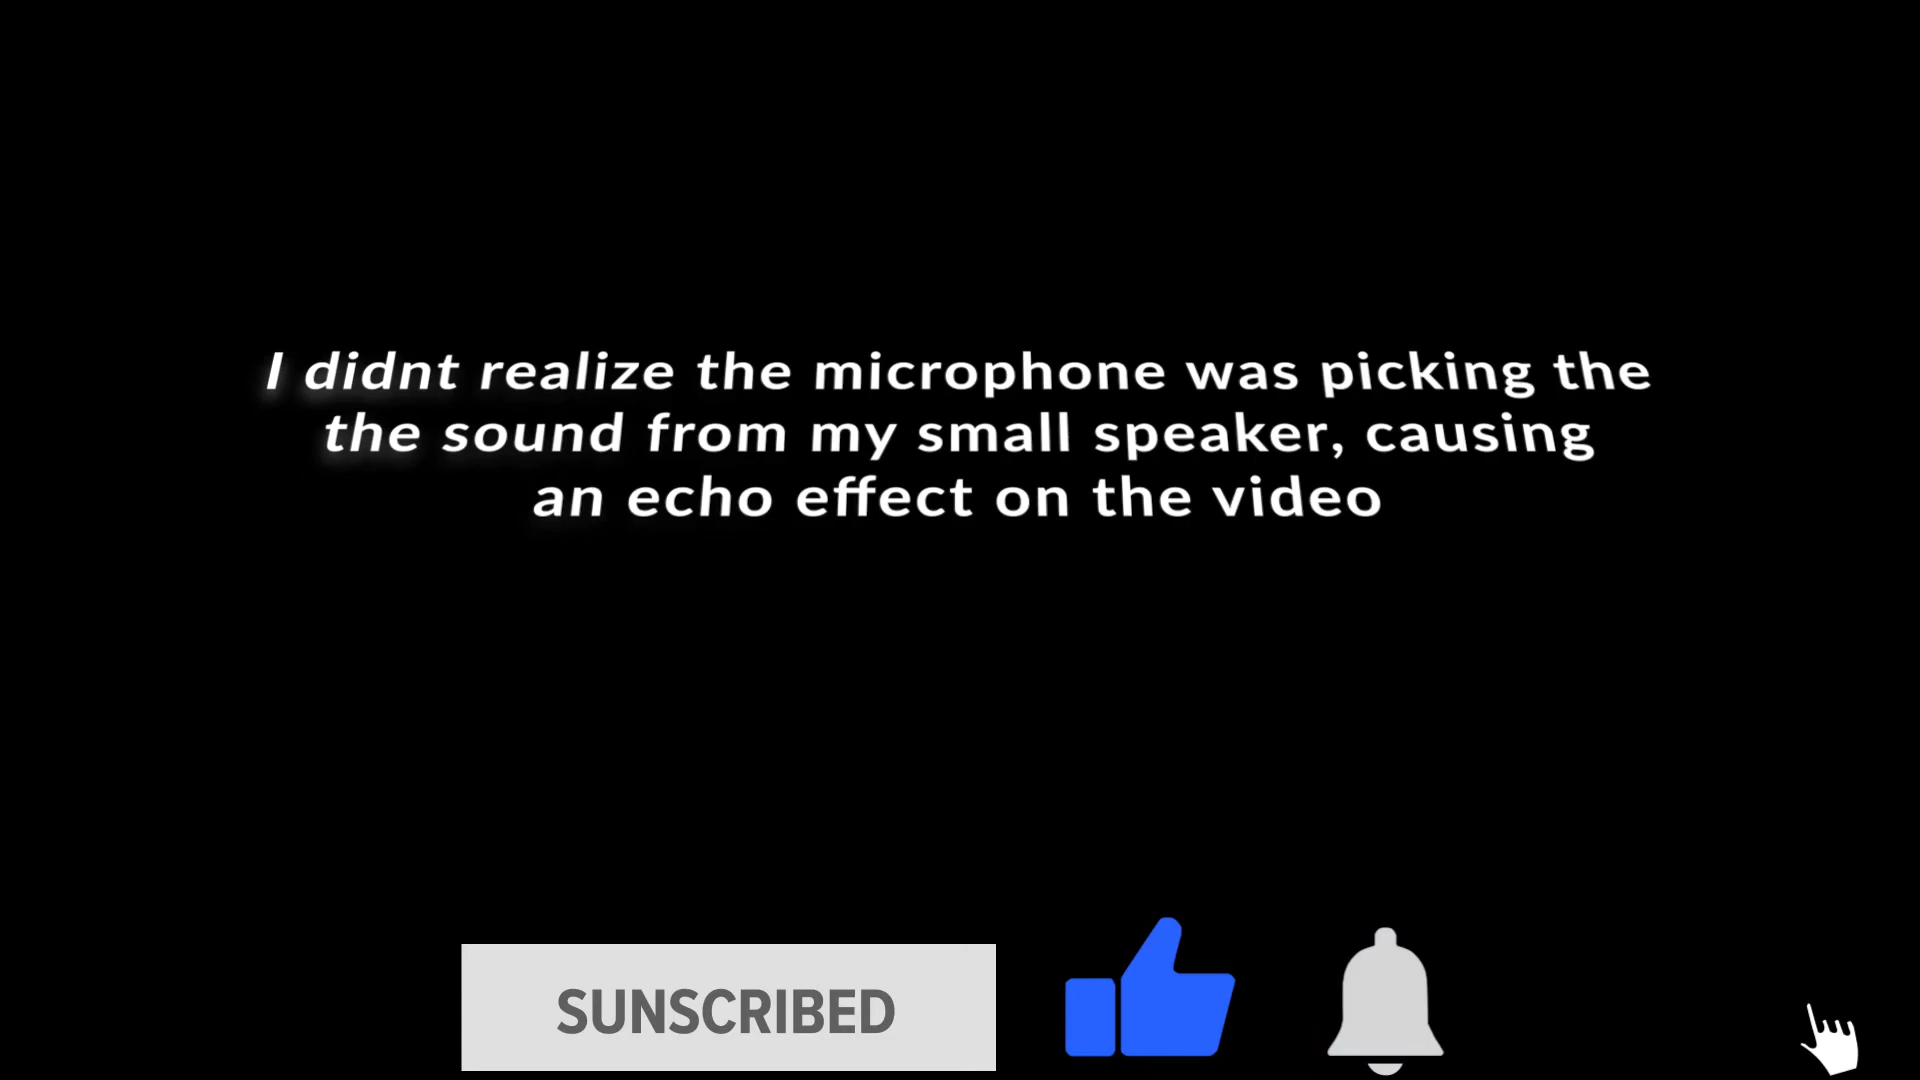 I didnt realize the microphone was picking the
the sound from my small speaker, causing
an echo effect on the video
SUNSCRIBED